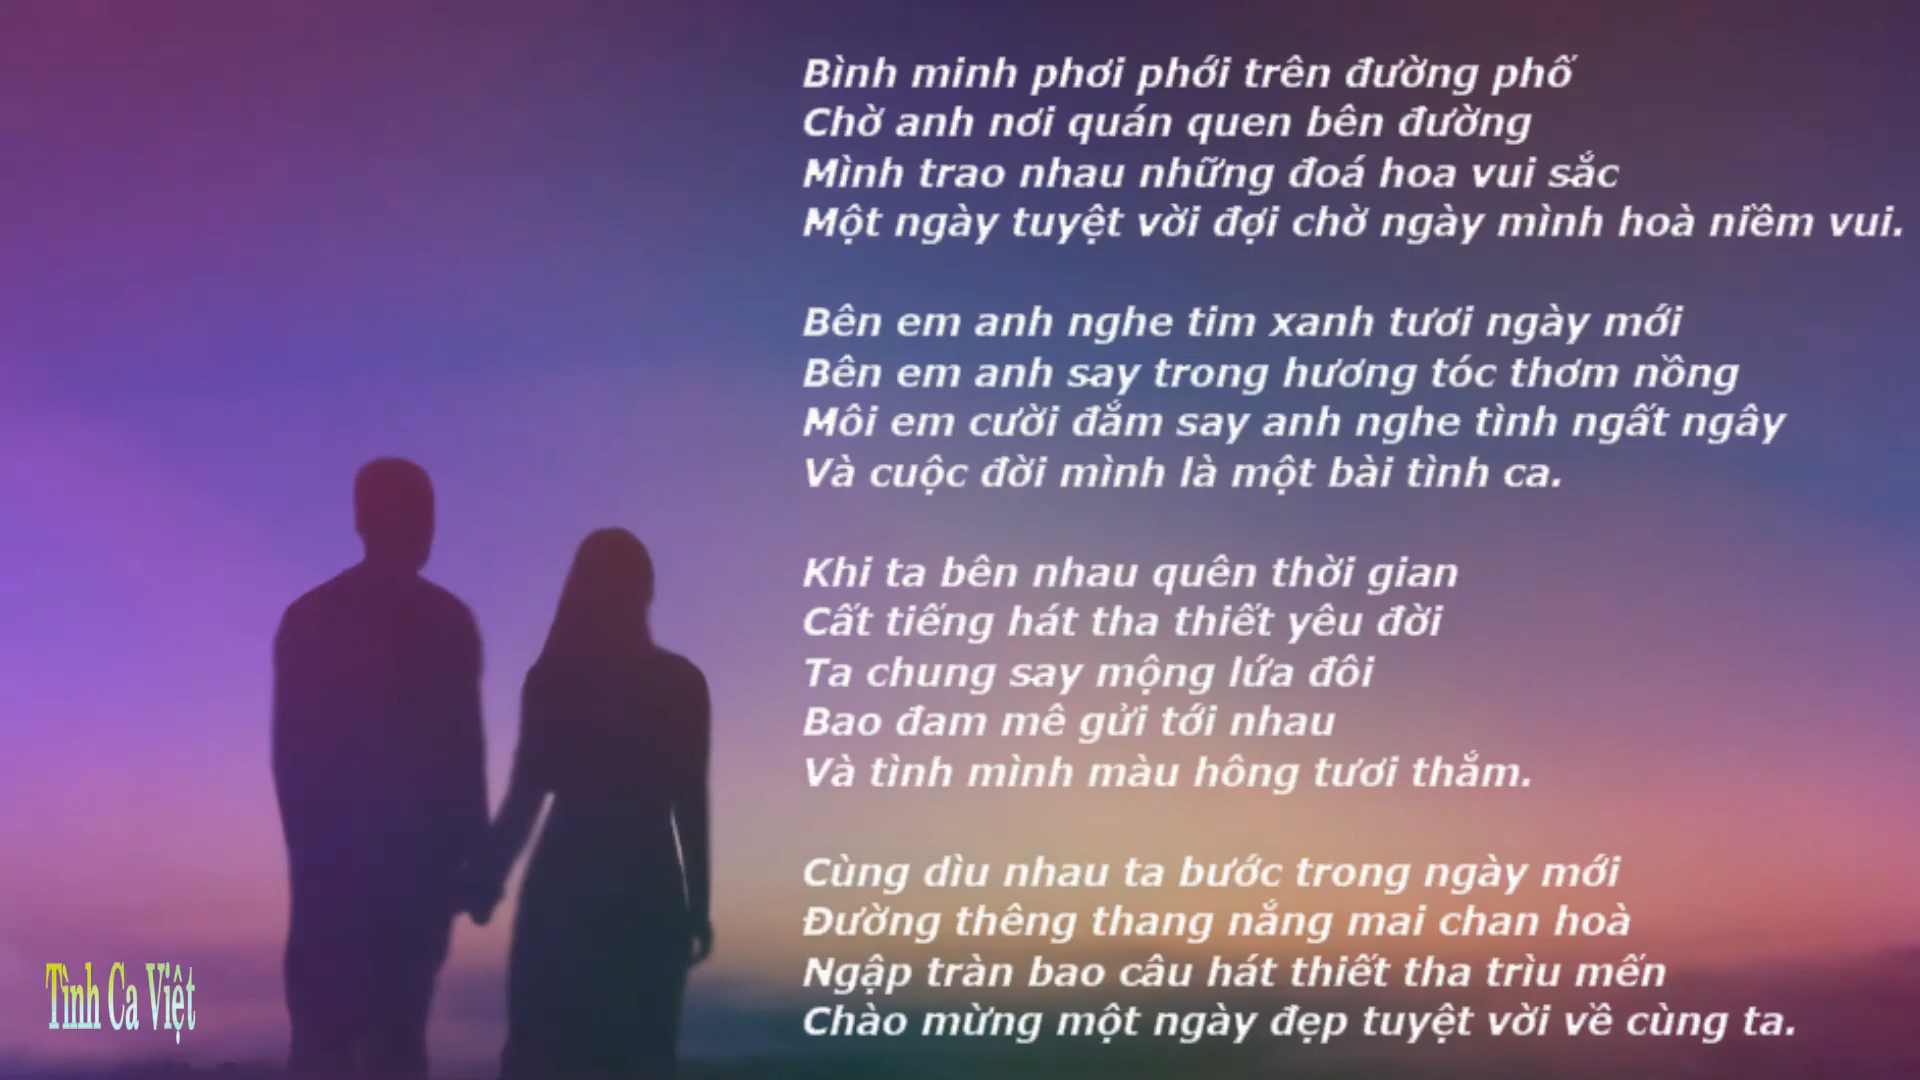 Bình minh phơi phới trên đường phố
Chờ anh nơi quán quen bên đường
Mình trao nhau những đoá hoa vui sắc
Một ngày tuyệt vời đợi chờ ngày mình hoà niềm vui.
Bên em anh nghe tim xanh tươi ngày mới
Bên em anh say trong hương tóc thơm nồng
Môi em cười đắm say anh nghe tình ngất ngây
Và cuộc đời mình là một bài tình ca.
Khi ta bên nhau quên thời gian
Cất tiếng hát tha thiết yêu đời
Ta chung say mộng lứa đôi
Bao đam mê gửi tới nhau
Và tình mình màu hông tươi thắm.
Cùng dìu nhau ta bước trong ngày mới
Đường thêng thang nắng mai chan hoà
Ngập tràn bao câu hát thiết tha trìu mến
Chào mừng một ngày đẹp tuyệt vời về cùng ta.
Tình Ca Việt